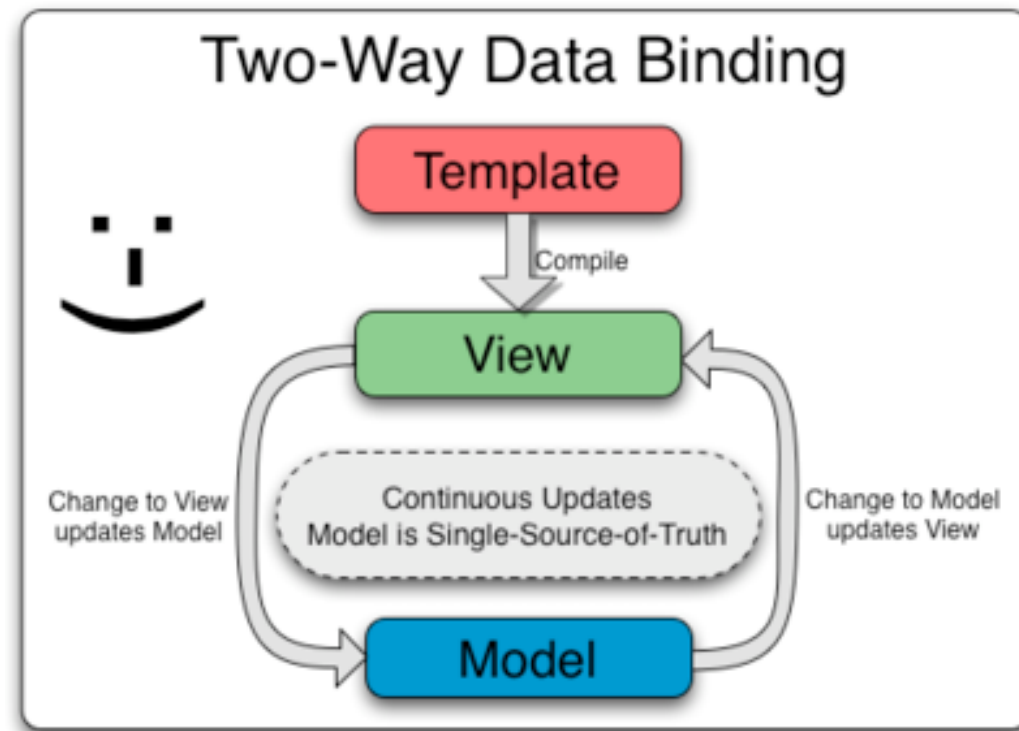 Two-Way Data Binding
Template
Compile
View
Change to View
updates Model
Continuous Updates
Model is Single-Source-of-Truth
Change to Model
updates View
Model